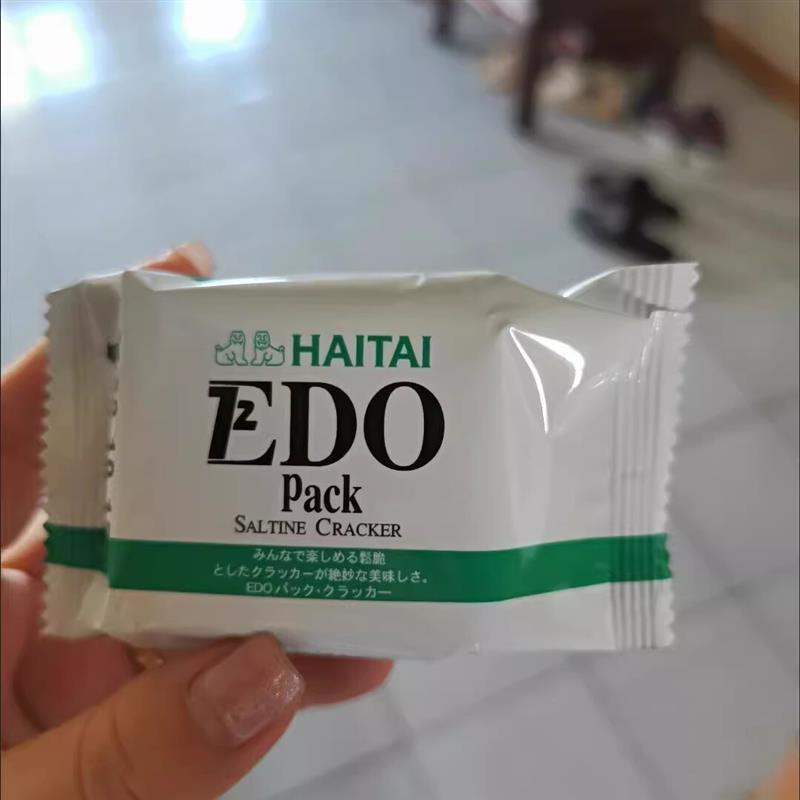 HAITAI
EDO
Pack
SALTINE CRACKER
みんなで楽しめる鬆脆
としたクラッカーが絶妙な美味しさ。
EDOパック・クラッカー